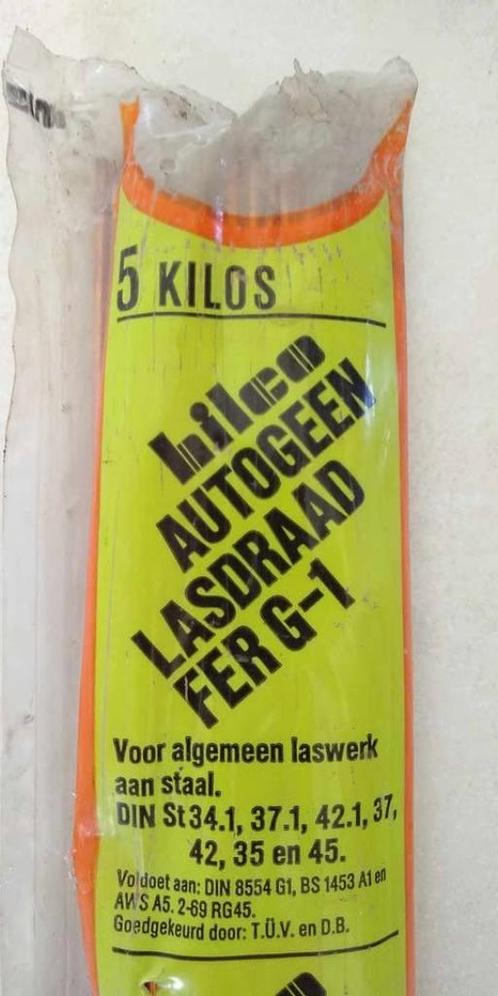 5 KILOS
hilco
AUTOGEEN
LASDRAAD
FER G-1
Voor algemeen laswerk
aan staal.
DIN St 34.1, 37.1, 42.1, 37,
42, 35 en 45.
Voldoet aan: DIN 8554 G1, BS 1453 A1 en
AWS A5. 2-69 RG45.
Goedgekeurd door: T.Ü.V. en D.B.